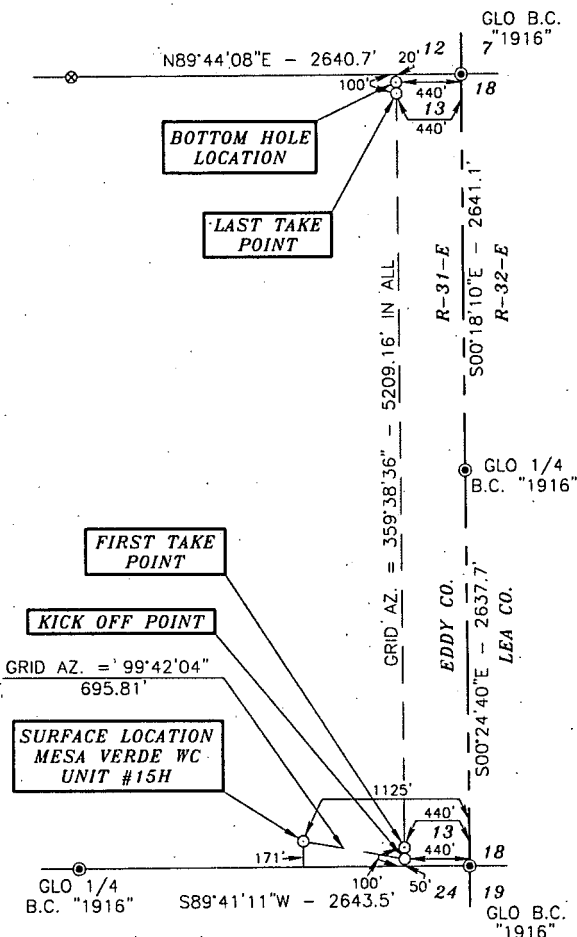 GLO B.C.
"1916"
N89°44'08"E - 2640.7'
20'
12
7
100'
440'
18
13
440'
BOTTOM HOLE
LOCATION
LAST TAKE
POINT
GRID AZ. = 359°38'36" - 5209.16' IN ALL
R-31-E
R-32-E
S00°18'10"E - 2641.1'
GLO 1/4
B.C. "1916"
FIRST TAKE
POINT
KICK OFF POINT
EDDY CO.
LEA CO.
S00°24'40"E - 2637.7'
GRID AZ. = 99°42'04"
695.81'
SURFACE LOCATION
MESA VERDE WC
UNIT #15H
1125'
440'
13
18
440'
171'
100'
50'
24
19
GLO 1/4
B.C. "1916"
S89°41'11"W - 2643.5'
GLO B.C.
"1916"